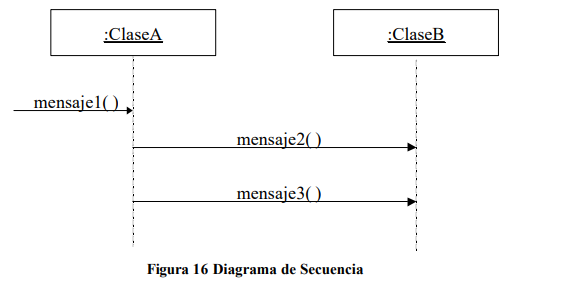 :ClaseA
:ClaseB
mensaje1( )
mensaje2( )
mensaje3( )
Figura 16 Diagrama de Secuencia